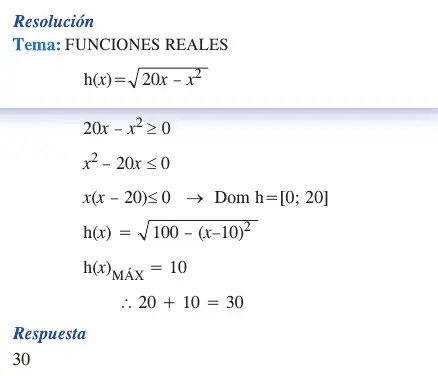 Resolución
Tema: FUNCIONES REALES
h(x)=√20x – x²
20x – x² ≥ 0
x² – 20x ≤ 0
x(x – 20)≤ 0 → Dom h=[0; 20]
h(x) = √100 – (x–10)²
h(x)MÁX = 10
∴ 20 + 10 = 30
Respuesta
30